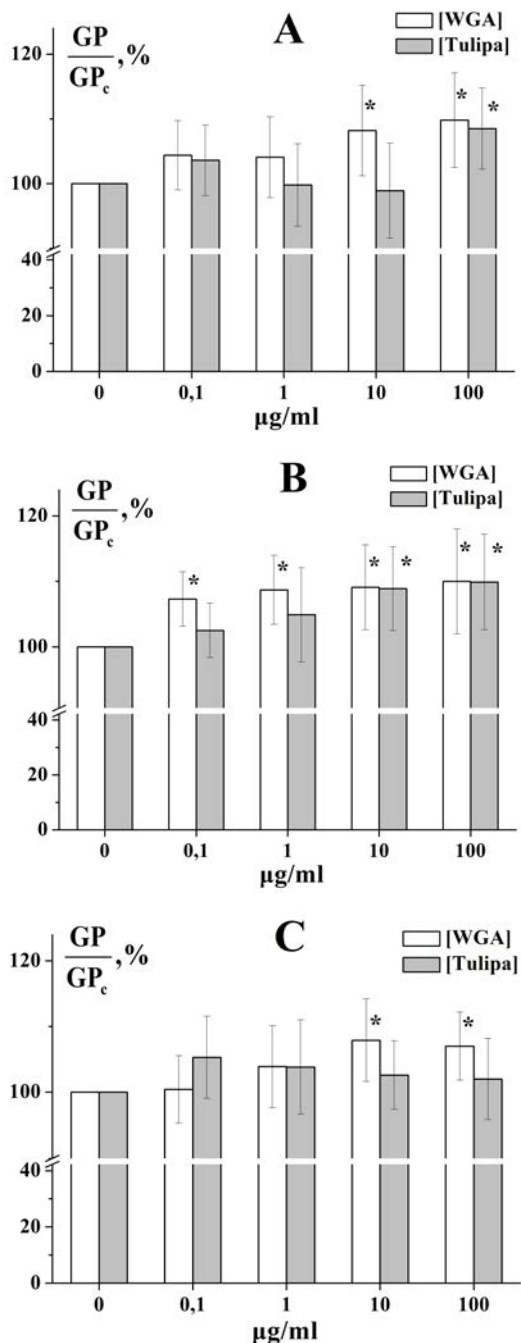 A
GP
GPc ,%
[WGA]
[Tulipa]
120
* * *
100
40
20
0
0 0,1 1 10 100
µg/ml
B
GP
GPc ,%
[WGA]
[Tulipa]
120
* * * * * *
100
40
20
0
0 0,1 1 10 100
µg/ml
C
GP
GPc ,%
[WGA]
[Tulipa]
120
* *
100
40
20
0
0 0,1 1 10 100
µg/ml